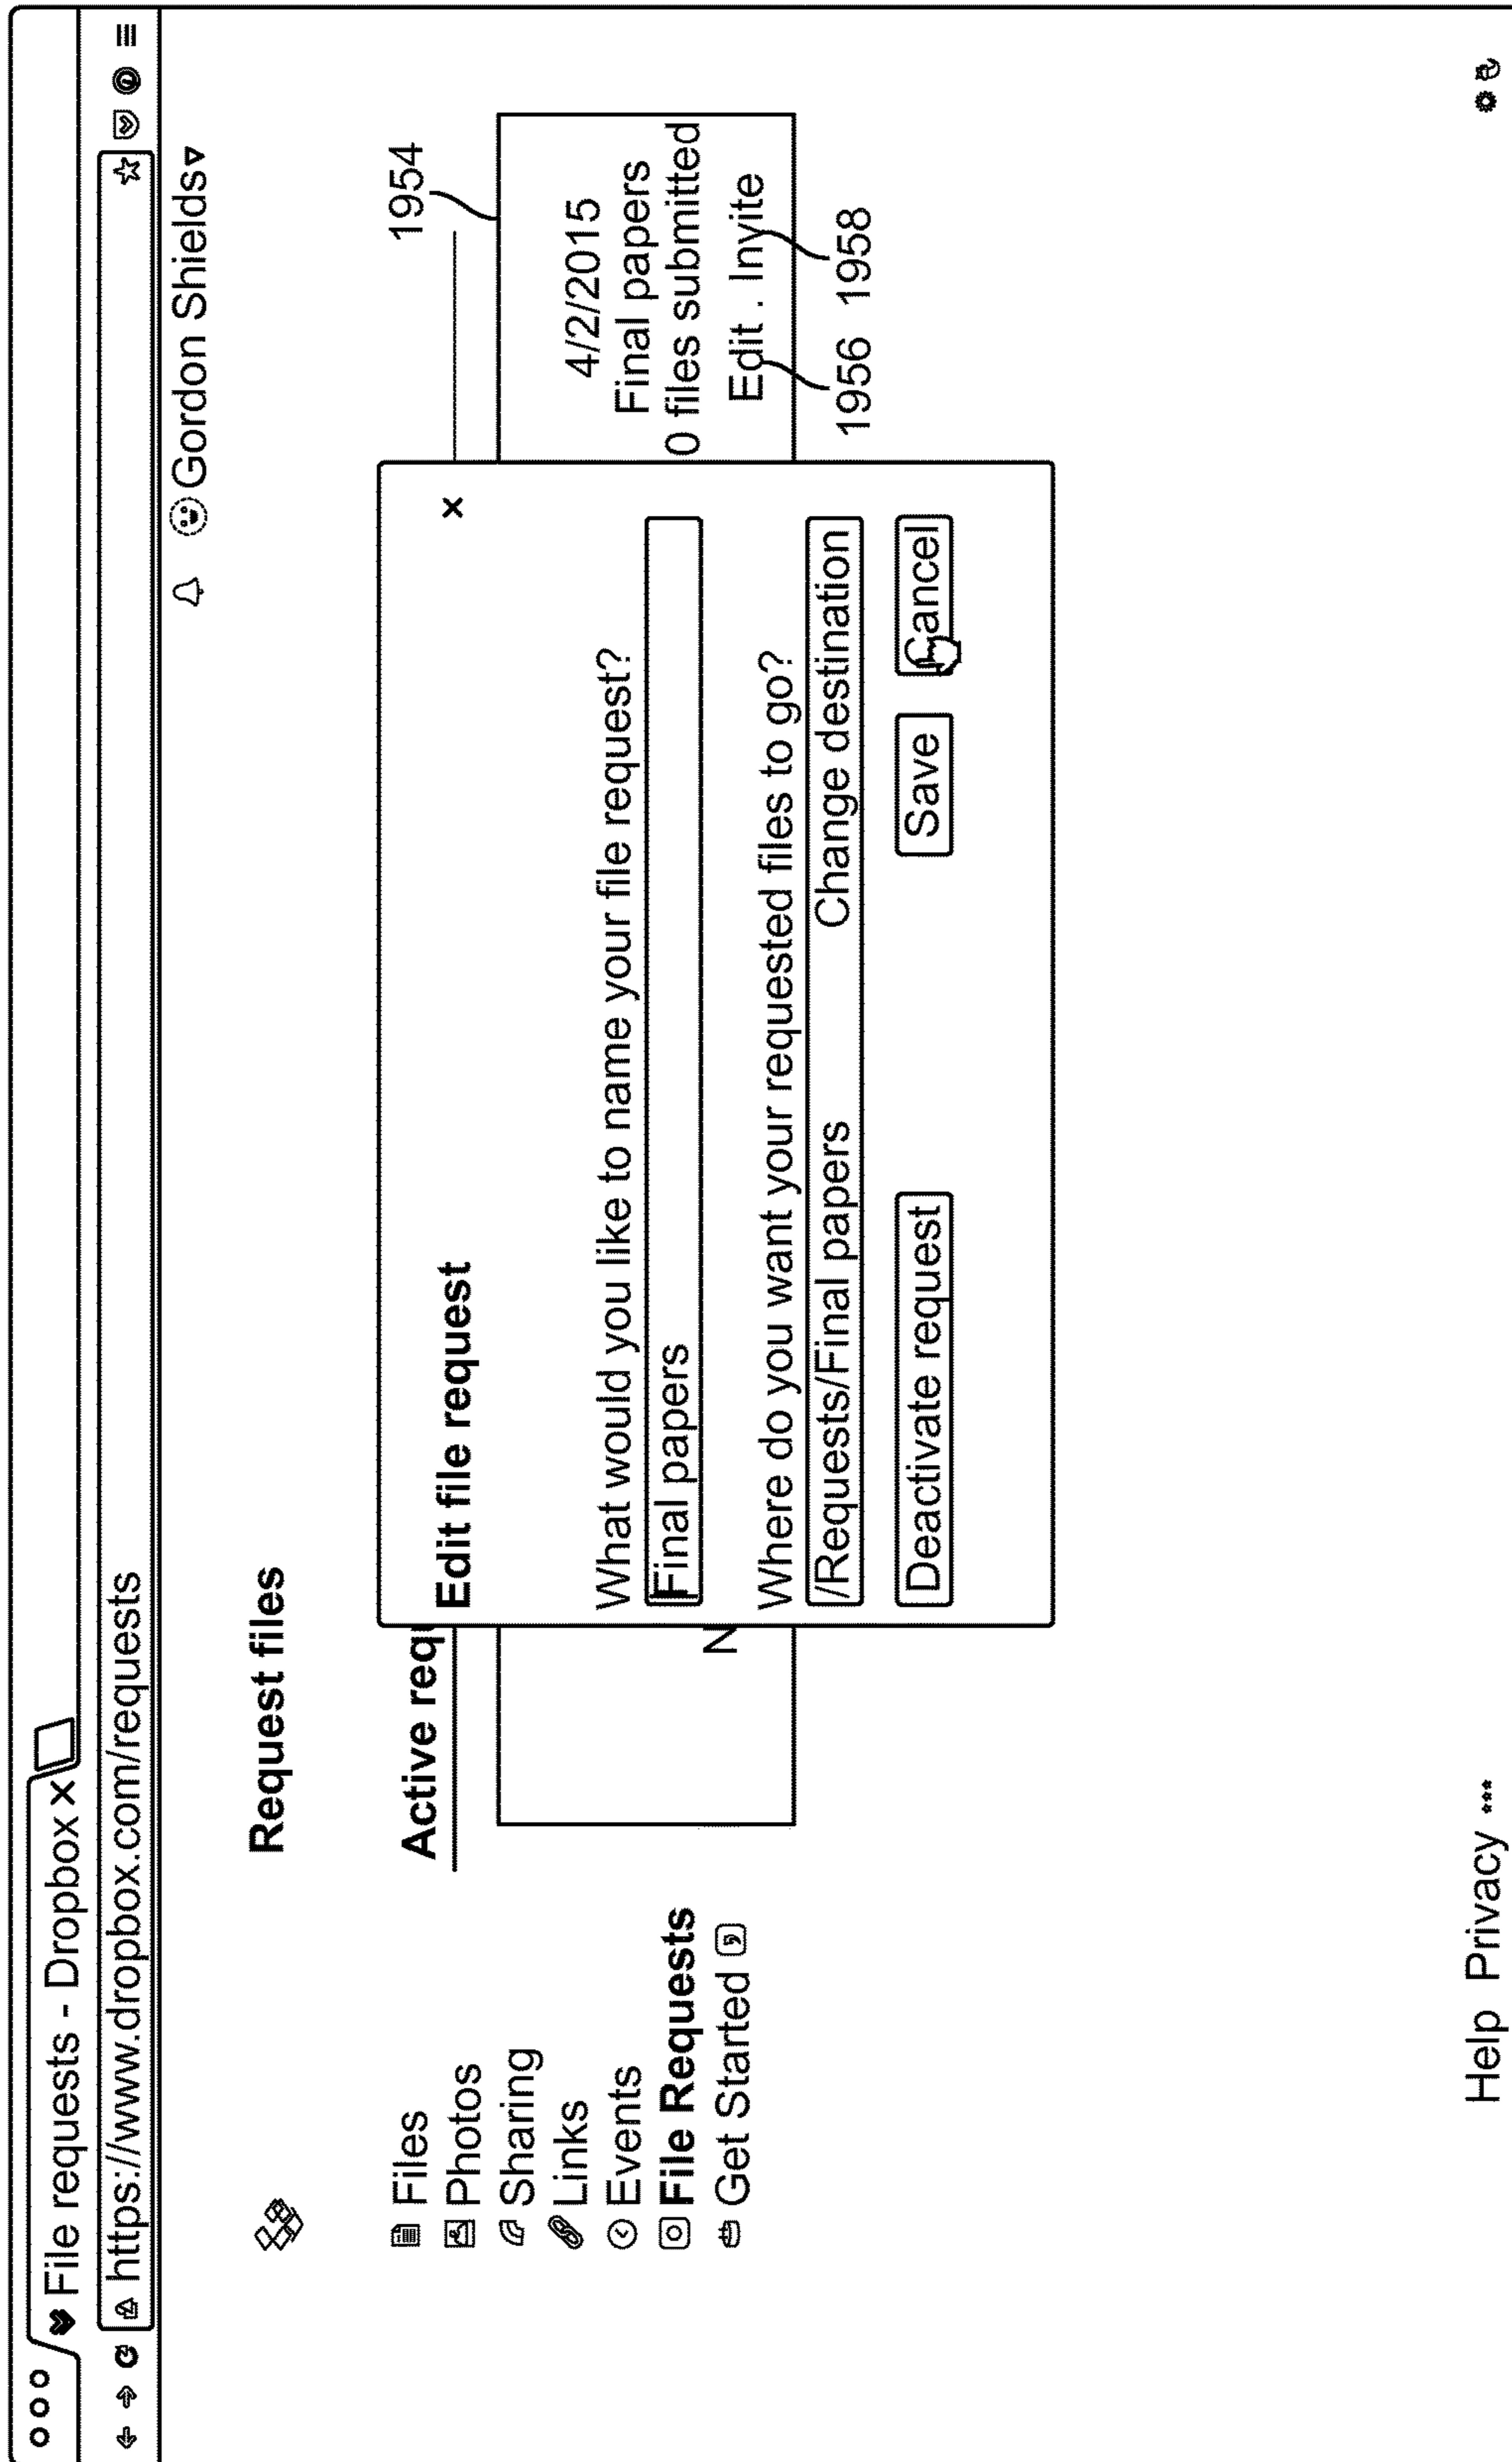 File requests - Dropbox ×
https://www.dropbox.com/requests
Gordon Shields
Request files
Files
Photos
Sharing
Links
Events
File Requests
Get Started
Active requ
1954
N
4/2/2015
Final papers
0 files submitted
Edit . Invite
1956 1958
Edit file request ×
What would you like to name your file request?
Final papers
Where do you want your requested files to go?
/Requests/Final papers Change destination
Deactivate request Save Cancel
Help Privacy ***